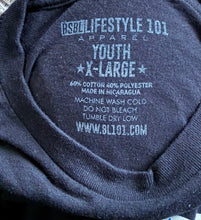 BSBL LIFESTYLE 101
APPAREL
YOUTH
★X-LARGE★
60% COTTON 40% POLYESTER
MADE IN NICARAGUA
MACHINE WASH COLD
DO NOT BLEACH
TUMBLE DRY LOW
WWW.BL101.COM